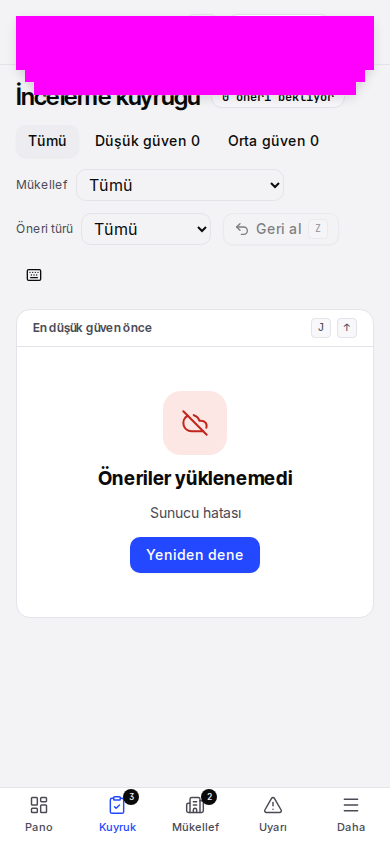 İnceleme kuyruğu 0 öneri bekliyor
Tümü Düşük güven 0 Orta güven 0
Mükellef Tümü
Öneri türü Tümü Geri al Z
En düşük güven önce J ↑
Öneriler yüklenemedi
Sunucu hatası
Yeniden dene
3 2
Pano Kuyruk Mükellef Uyarı Daha